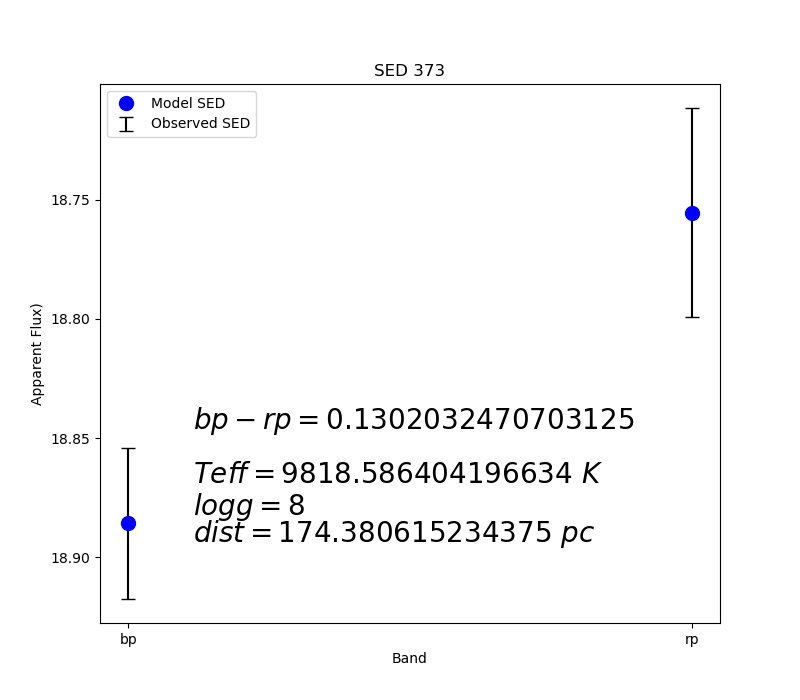 SED 373
Model SED
Observed SED
18.75
18.80
18.85
18.90
Apparent Flux)
bp − rp = 0.1302032470703125
Teff = 9818.586404196634 K
logg = 8
dist = 174.380615234375 pc
bp rp
Band